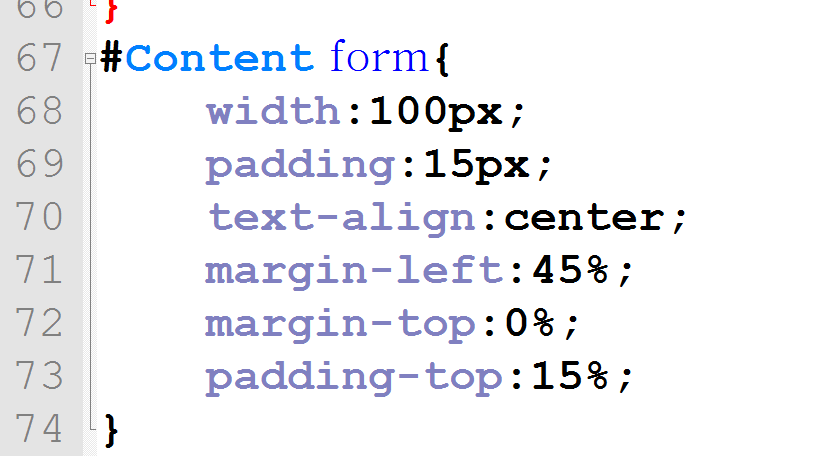 66 }
67 #Content form{
68 width:100px;
69 padding:15px;
70 text-align:center;
71 margin-left:45%;
72 margin-top:0%;
73 padding-top:15%;
74 }